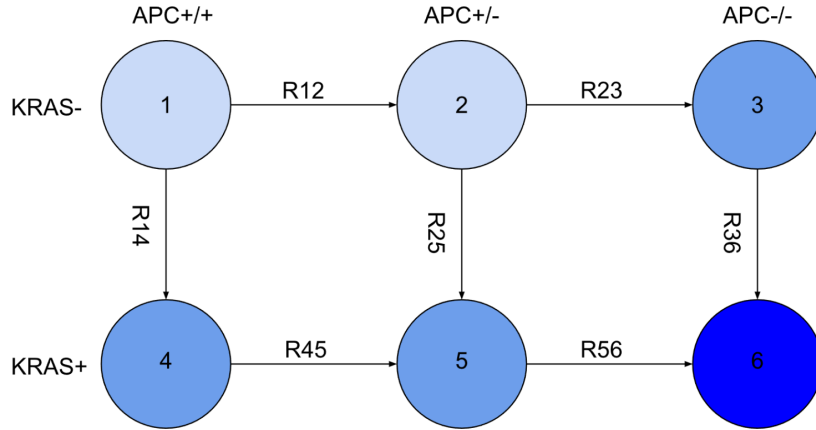 APC+/+ APC+/- APC-/-
KRAS- 1 R12 2 R23 3
R14 R25 R36
KRAS+ 4 R45 5 R56 6